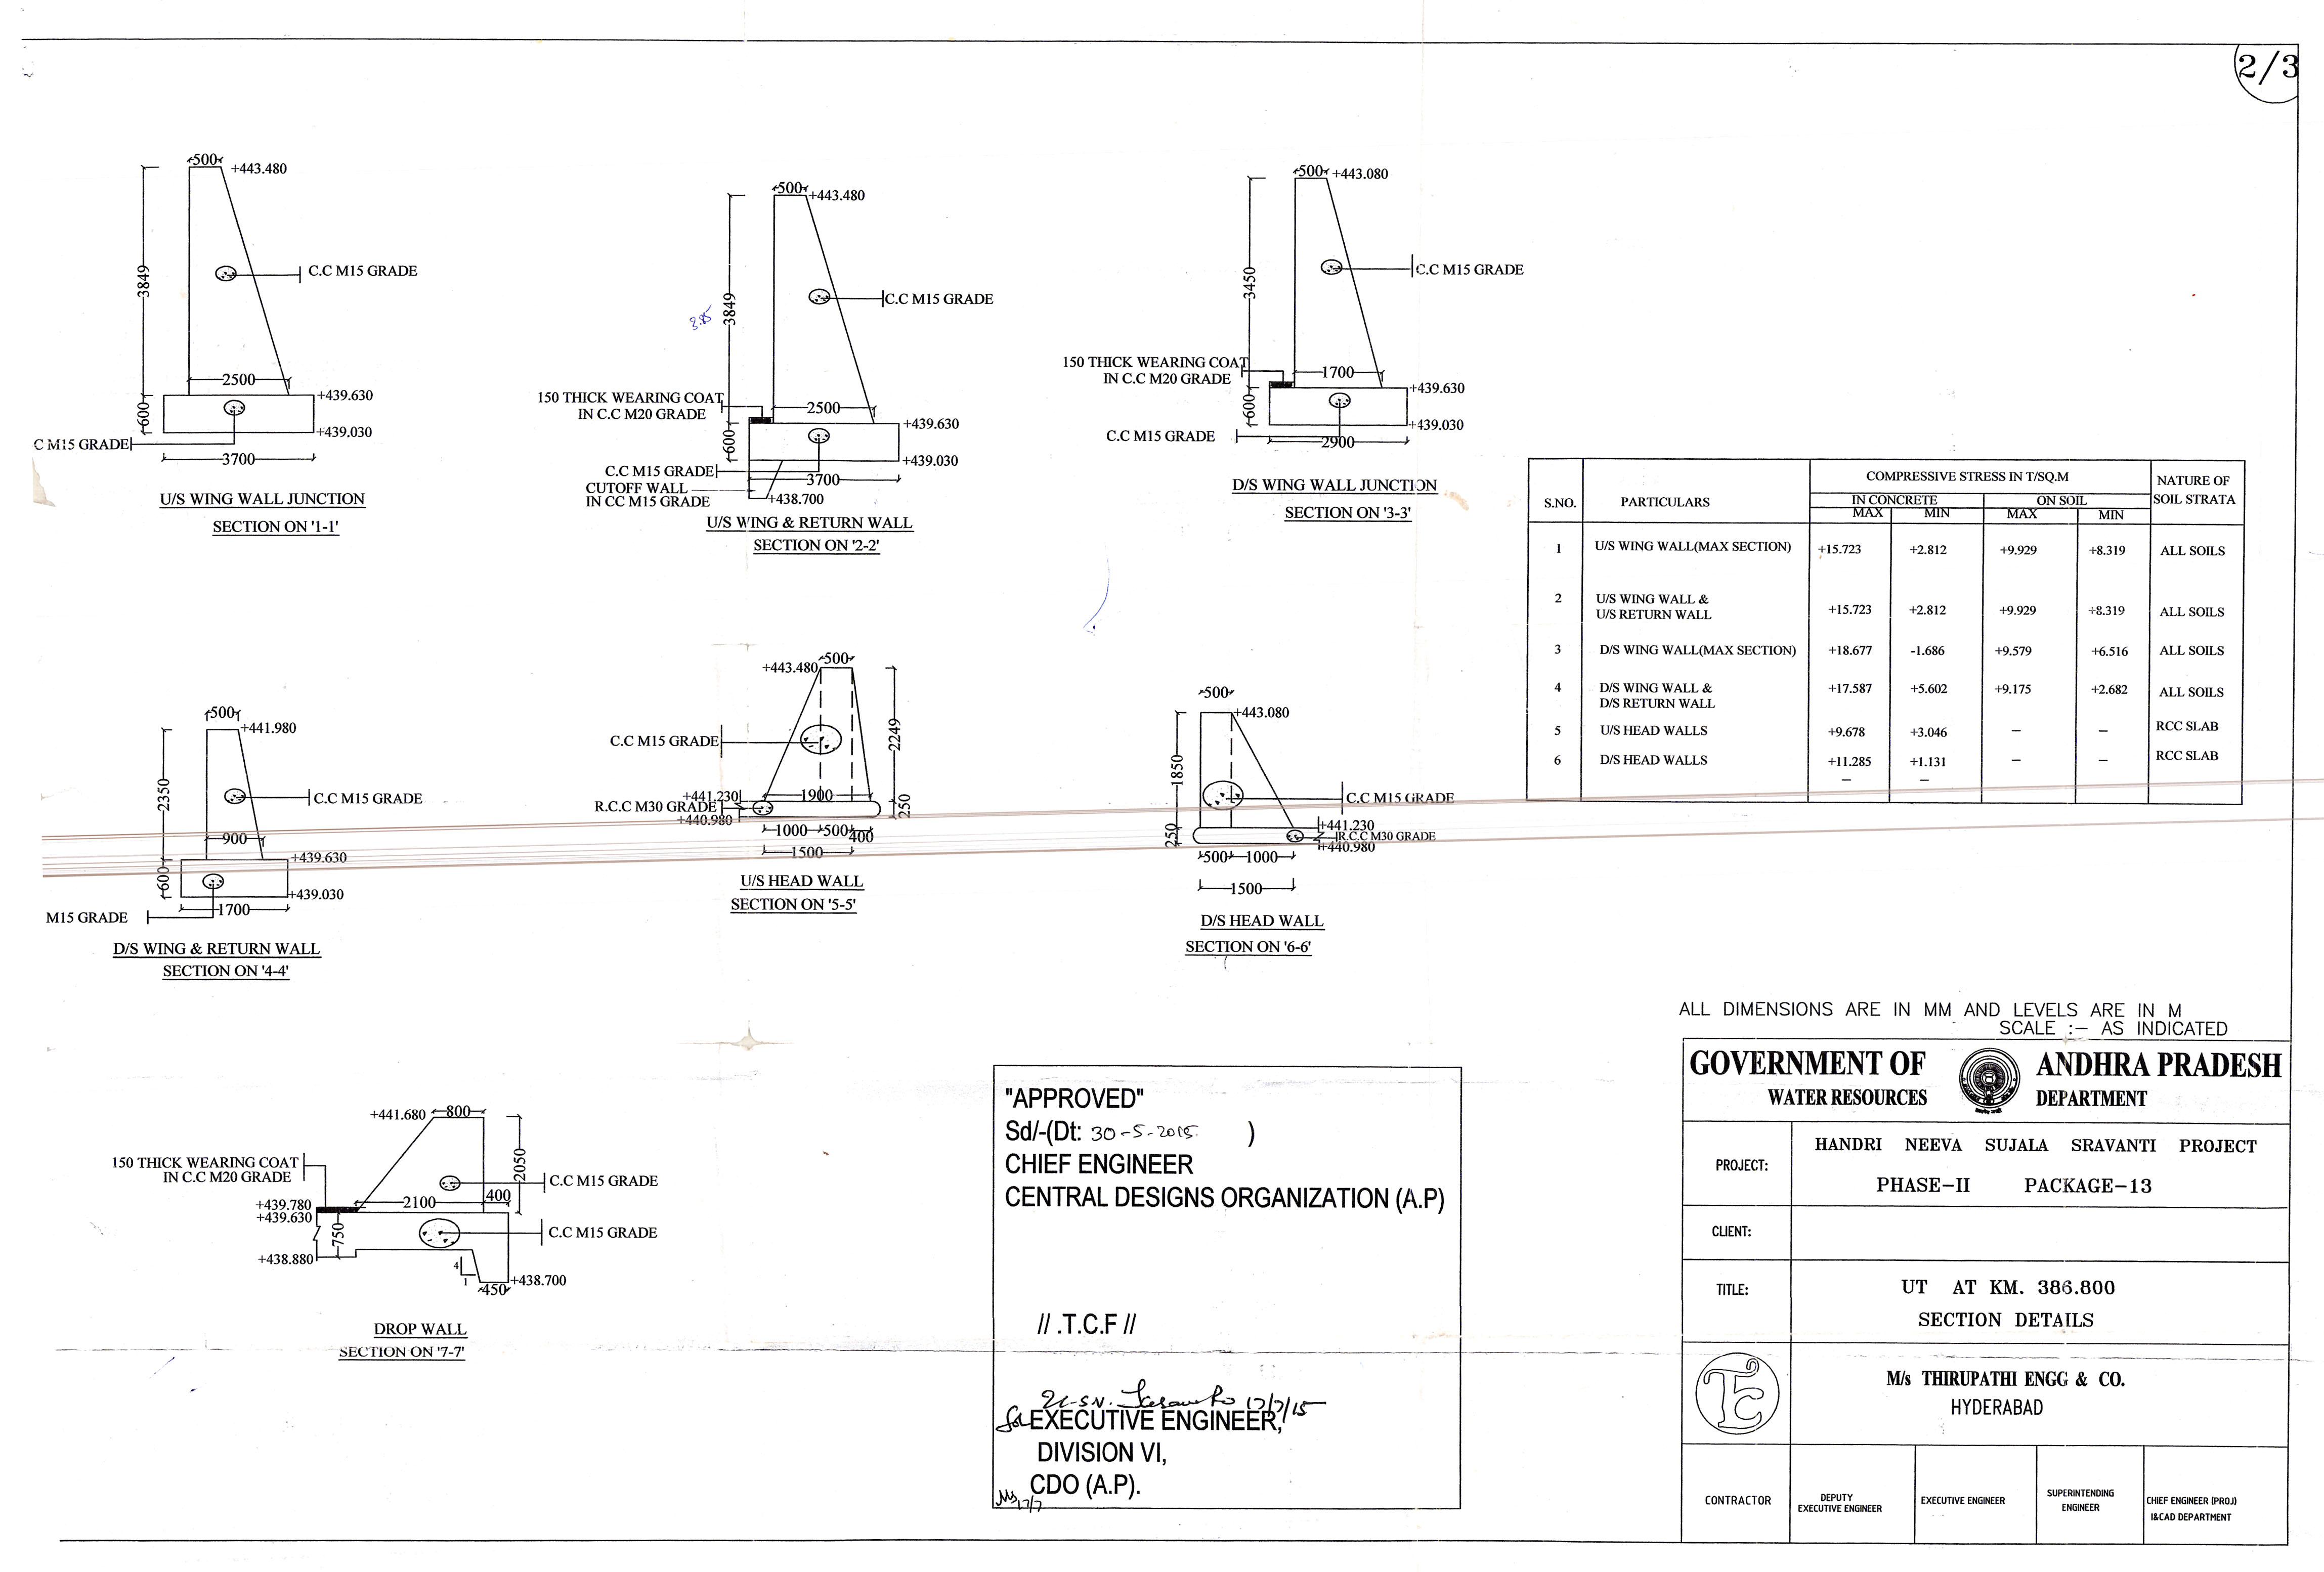 2/3
500
+443.480
3849
C.C M15 GRADE
2500
+439.630
600
+439.030
C M15 GRADE
3700
U/S WING WALL JUNCTION
SECTION ON '1-1'
500
+443.480
3.85
3849
C.C M15 GRADE
150 THICK WEARING COAT
IN C.C M20 GRADE
2500
+439.630
600
+439.030
C.C M15 GRADE
3700
CUTOFF WALL
IN CC M15 GRADE
+438.700
U/S WING & RETURN WALL
SECTION ON '2-2'
500
+443.080
3450
C.C M15 GRADE
150 THICK WEARING COAT
IN C.C M20 GRADE
1700
+439.630
600
+439.030
C.C M15 GRADE
2900
D/S WING WALL JUNCTION
SECTION ON '3-3'
S.NO. PARTICULARS COMPRESSIVE STRESS IN T/SQ.M NATURE OF SOIL STRATA
IN CONCRETE ON SOIL
MAX MIN MAX MIN
1 U/S WING WALL(MAX SECTION) +15.723 +2.812 +9.929 +8.319 ALL SOILS
2 U/S WING WALL &
U/S RETURN WALL +15.723 +2.812 +9.929 +8.319 ALL SOILS
3 D/S WING WALL(MAX SECTION) +18.677 -1.686 +9.579 +6.516 ALL SOILS
4 D/S WING WALL & +17.587 +5.602 +9.175 +2.682 ALL SOILS
D/S RETURN WALL
5 U/S HEAD WALLS +9.678 +3.046 – – RCC SLAB
6 D/S HEAD WALLS +11.285 +1.131 – – RCC SLAB
– –
500
+441.980
2350
C.C M15 GRADE
900
+439.630
600
+439.030
M15 GRADE
1700
D/S WING & RETURN WALL
SECTION ON '4-4'
500
+443.480
C.C M15 GRADE
2249
+441.230
1900
R.C.C M30 GRADE
250
+440.980
1000 500 400
1500
U/S HEAD WALL
SECTION ON '5-5'
500
+443.080
1850
C.C M15 GRADE
+441.230
250
R.C.C M30 GRADE
+440.980
500 1000
1500
D/S HEAD WALL
SECTION ON '6-6'
+441.680
800
2050
150 THICK WEARING COAT
IN C.C M20 GRADE
C.C M15 GRADE
2100
400
+439.780
+439.630
750
C.C M15 GRADE
+438.880
4
1
+438.700
450
DROP WALL
SECTION ON '7-7'
"APPROVED"
Sd/-(Dt: 30-5-2015 )
CHIEF ENGINEER
CENTRAL DESIGNS ORGANIZATION (A.P)
// .T.C.F //
17/7/15
for EXECUTIVE ENGINEER,
DIVISION VI,
CDO (A.P).
17/7
ALL DIMENSIONS ARE IN MM AND LEVELS ARE IN M
SCALE :– AS INDICATED
GOVERNMENT OF ANDHRA PRADESH
WATER RESOURCES DEPARTMENT
PROJECT: HANDRI NEEVA SUJALA SRAVANTI PROJECT
PHASE-II PACKAGE-13
CLIENT:
TITLE: UT AT KM. 386.800
SECTION DETAILS
M/s THIRUPATHI ENGG & CO.
HYDERABAD
CONTRACTOR
DEPUTY
EXECUTIVE ENGINEER
EXECUTIVE ENGINEER
SUPERINTENDING
ENGINEER
CHIEF ENGINEER (PROJ)
I&CAD DEPARTMENT